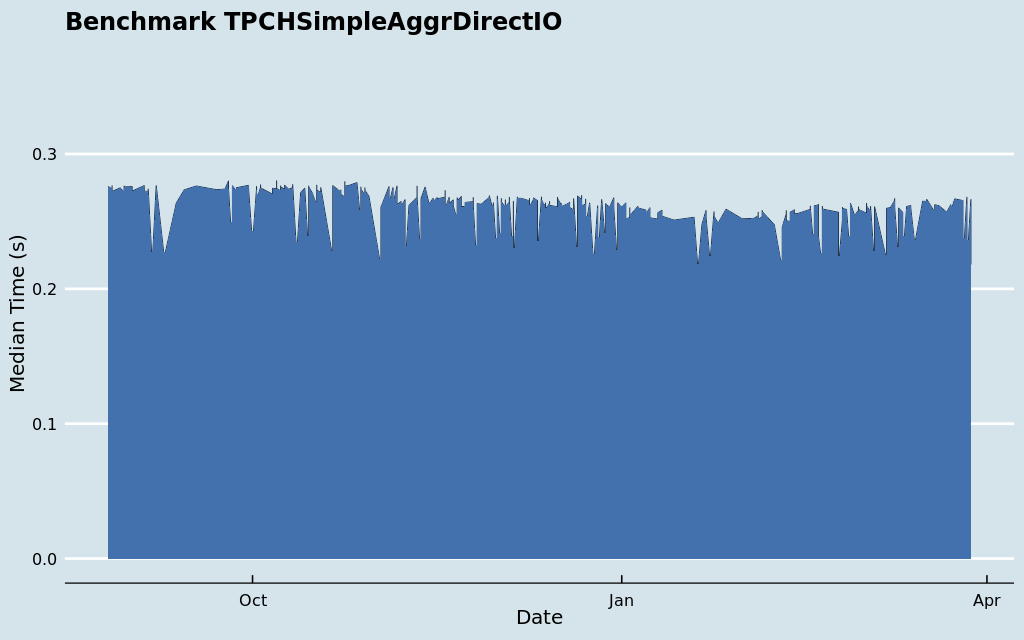 Benchmark TPCHSimpleAggrDirectIO
Median Time (s)
0.3
0.2
0.1
0.0
Oct Jan Apr
Date